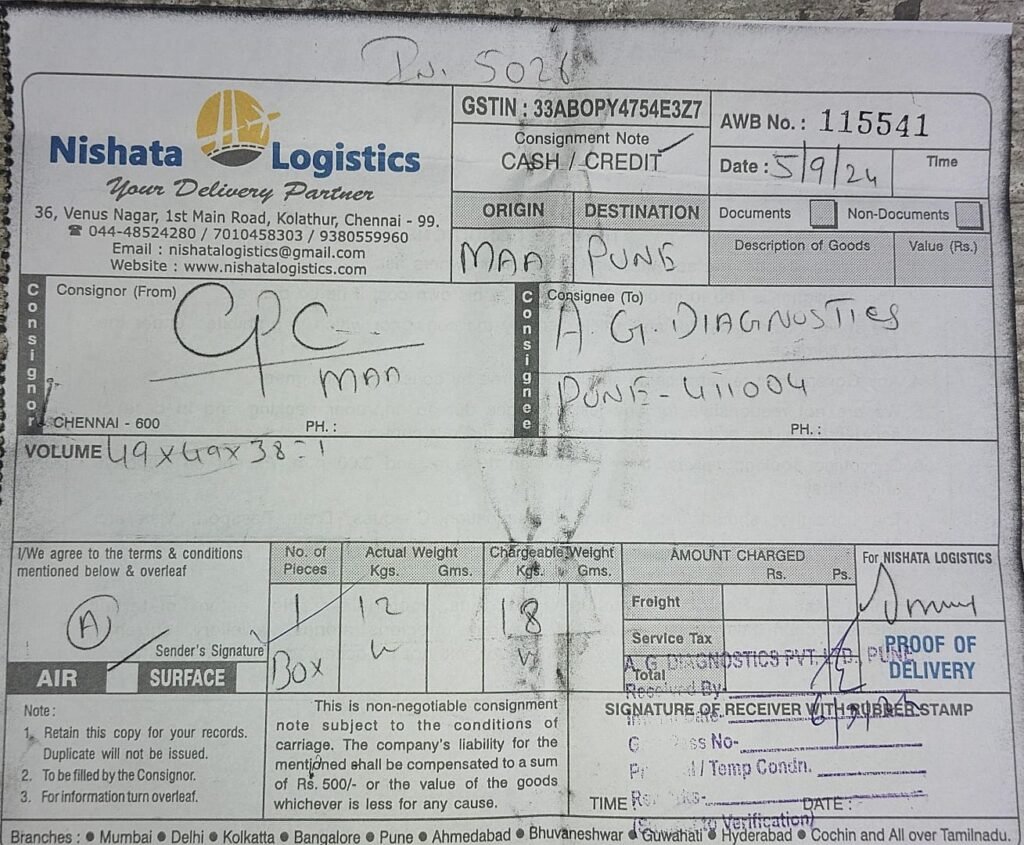 IN. 5026
Nishata Logistics
Your Delivery Partner
36, Venus Nagar, 1st Main Road, Kolathur, Chennai - 99.
☎ 044-48524280 / 7010458303 / 9380559960
Email : nishatalogistics@gmail.com
Website : www.nishatalogistics.com
GSTIN : 33ABOPY4754E3Z7
Consignment Note
CASH / CREDIT
AWB No. : 115541
Date : 5/9/24
Time
ORIGIN
DESTINATION
Documents
Non-Documents
MAA
PUNE
Description of Goods
Value (Rs.)
Consignor
Consignor (From)
CPC
MAA
CHENNAI - 600
PH. :
Consignee
Consignee (To)
A. G. DIAGNOSTICS
PUNE - 411004
PH. :
VOLUME 49x49x38=1
I/We agree to the terms & conditions
mentioned below & overleaf
A
Sender's Signature
AIR
SURFACE
No. of
Pieces
1
Box
Actual Weight
Kgs. Gms.
12
Chargeable Weight
Kgs. Gms.
18
AMOUNT CHARGED
Rs. Ps.
Freight
Service Tax
Total
For NISHATA LOGISTICS
PROOF OF
DELIVERY
A. G. DIAGNOSTICS PVT. LTD., PUNE
Received By-
SIGNATURE OF RECEIVER WITH RUBBER STAMP
No-
/ Temp Condn.
TIME
DATE :
Verification)
Note :
1. Retain this copy for your records.
Duplicate will not be issued.
2. To be filled by the Consignor.
3. For information turn overleaf.
This is non-negotiable consignment
note subject to the conditions of
carriage. The company's liability for the
mentioned shall be compensated to a sum
of Rs. 500/- or the value of the goods
whichever is less for any cause.
Branches : ● Mumbai ● Delhi ● Kolkatta ● Bangalore ● Pune ● Ahmedabad ● Bhuvaneshwar ● Guwahati ● Hyderabad ● Cochin and All over Tamilnadu.